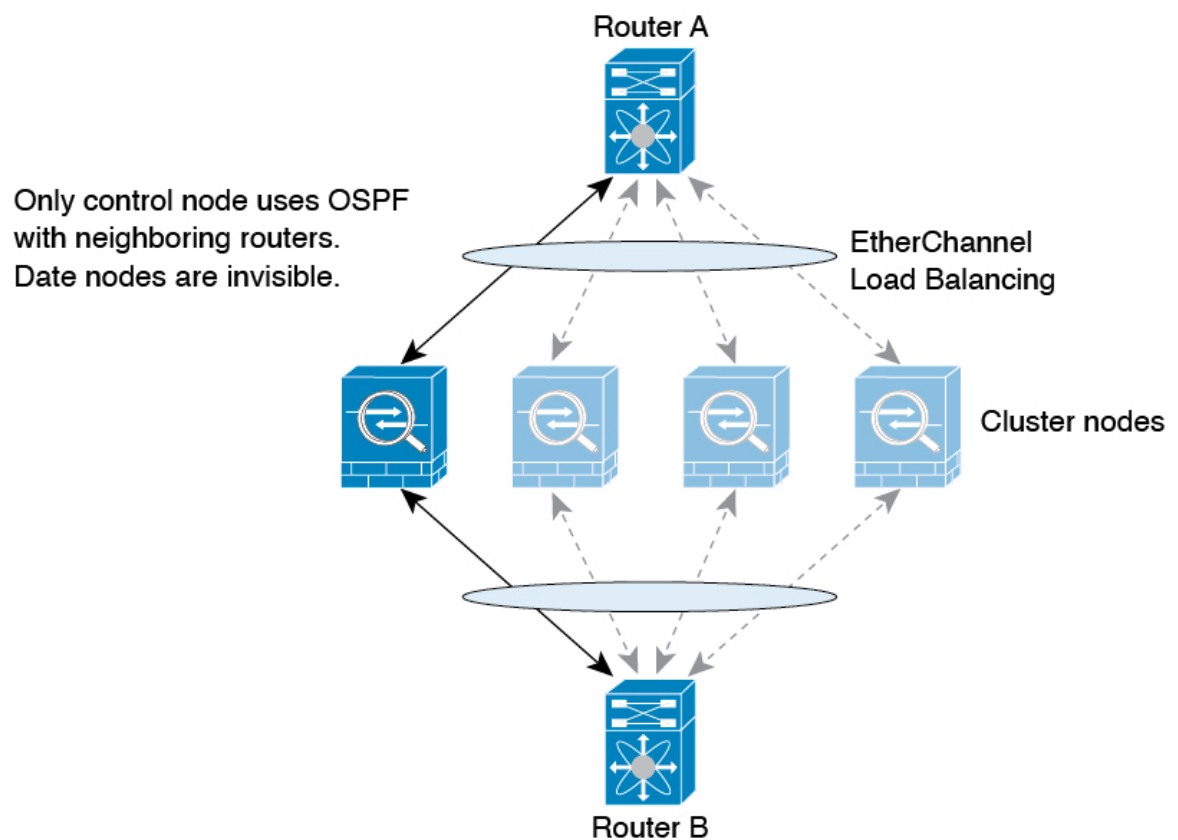 Router A
Only control node uses OSPF
with neighboring routers.
Date nodes are invisible.
EtherChannel
Load Balancing
Cluster nodes
Router B